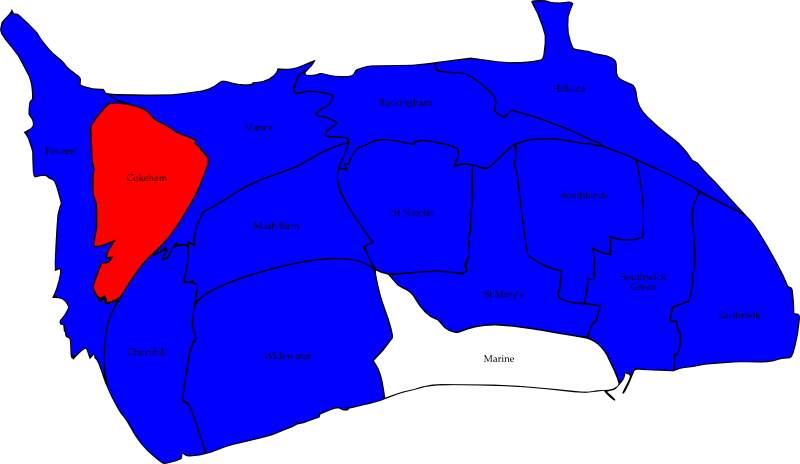 Hillside
Buckingham
Manor
Peverel
Cokeham
Southlands
St Nicolas
Mash Barn
Southwick
Green
St Mary's
Eastbrook
Churchill
Widewater
Marine